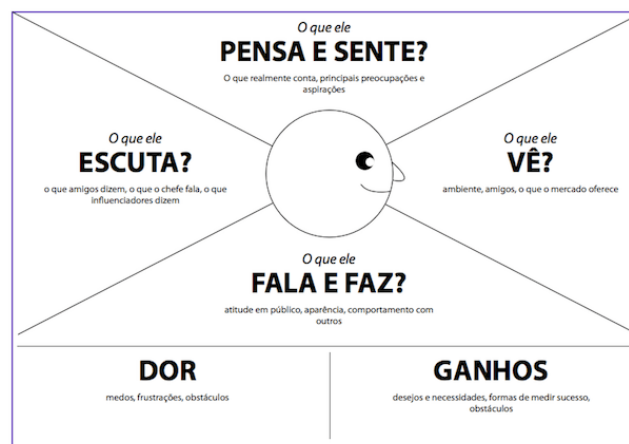 O que ele
PENSA E SENTE?
O que realmente conta, principais preocupações e
aspirações
O que ele
ESCUTA?
o que amigos dizem, o que o chefe fala, o que
influenciadores dizem
O que ele
VÊ?
ambiente, amigos, o que o mercado oferece
O que ele
FALA E FAZ?
atitude em público, aparência, comportamento com
outros
DOR
medos, frustrações, obstáculos
GANHOS
desejos e necessidades, formas de medir sucesso,
obstáculos